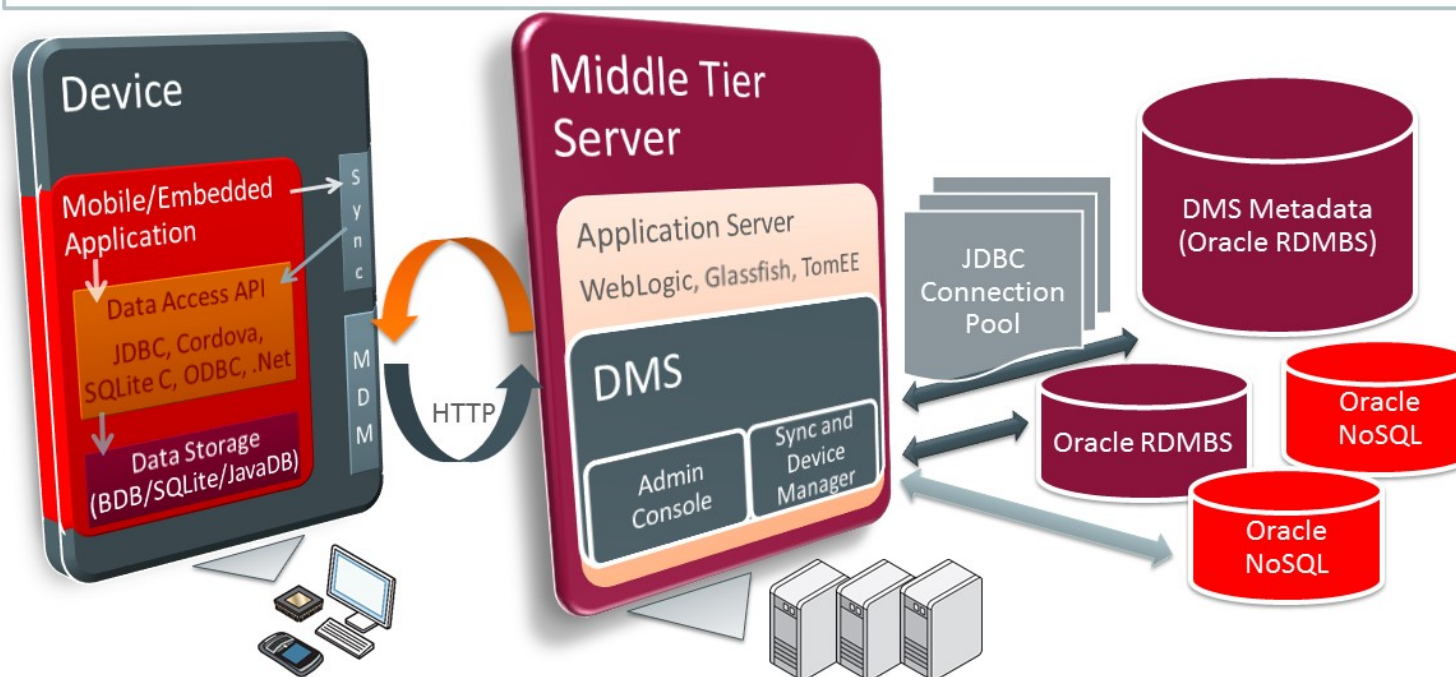 Device
Mobile/Embedded
Application
Data Access API
JDBC, Cordova,
SQLite C, ODBC, .Net
Data Storage
(BDB/SQLite/JavaDB)
Sync
MDM
HTTP
Middle Tier
Server
Application Server
WebLogic, Glassfish, TomEE
DMS
Admin
Console
Sync and
Device
Manager
JDBC
Connection
Pool
DMS Metadata
(Oracle RDMBS)
Oracle RDMBS
Oracle
NoSQL
Oracle
NoSQL